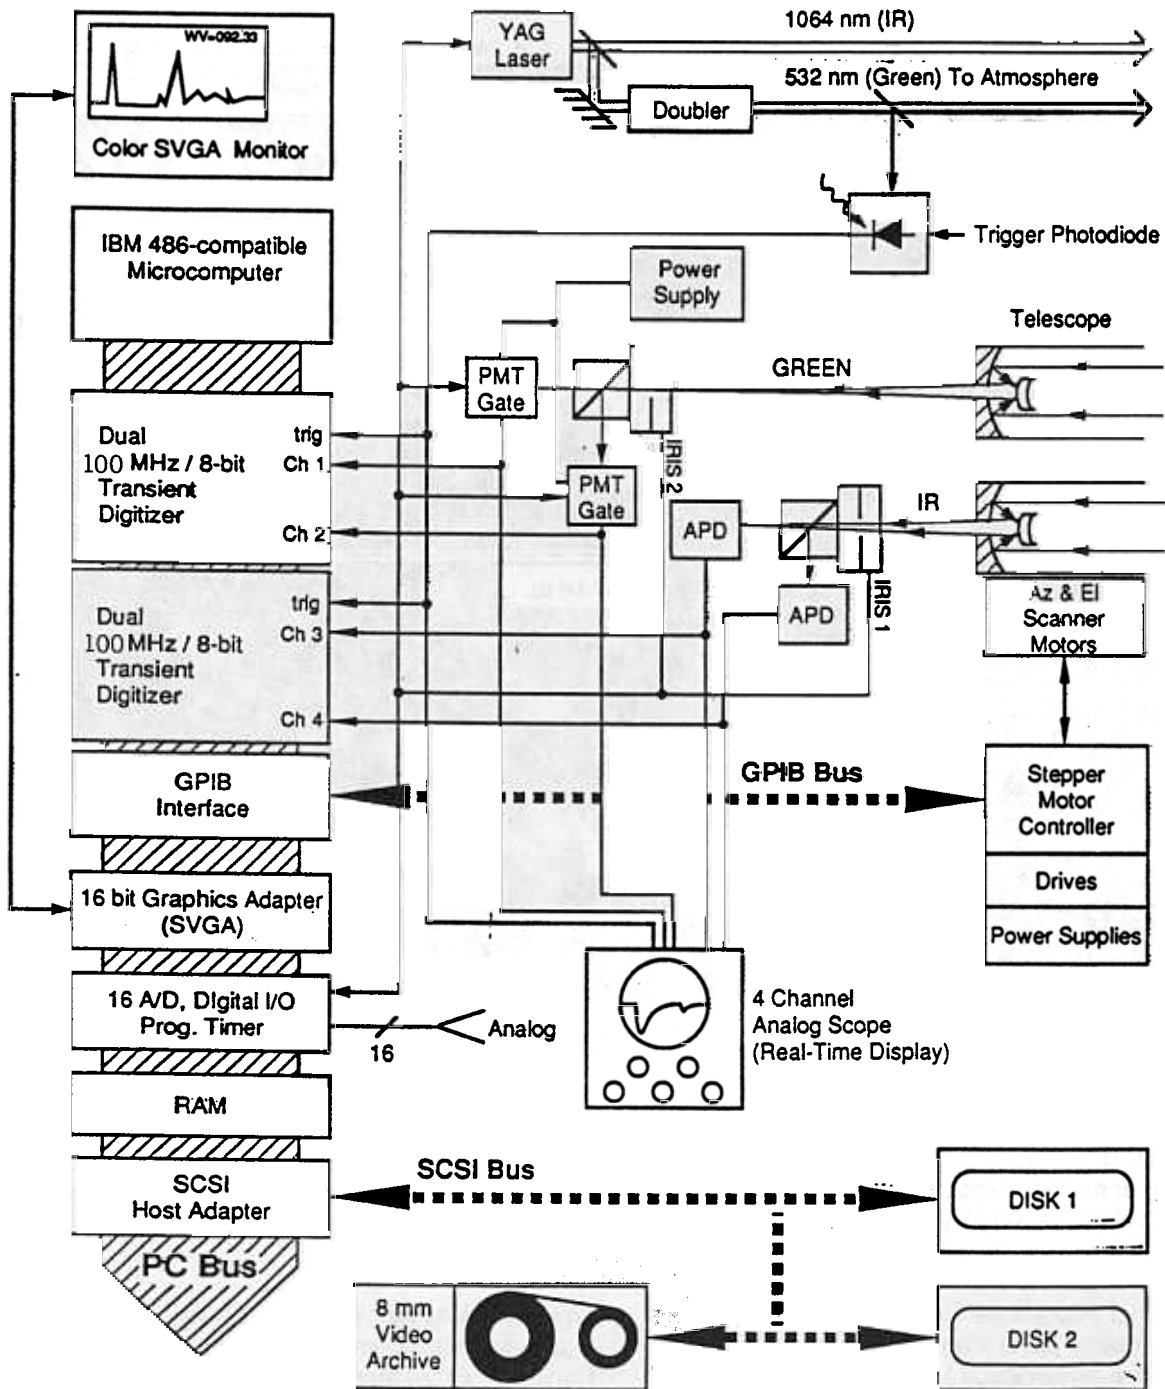 WV=092.33
Color SVGA Monitor
IBM 486-compatible
Microcomputer
Dual
100 MHz / 8-bit
Transient
Digitizer
trig
Ch 1
Ch 2
Dual
100 MHz / 8-bit
Transient
Digitizer
trig
Ch 3
Ch 4
GPIB
Interface
16 bit Graphics Adapter
(SVGA)
16 A/D, Digital I/O
Prog. Timer
RAM
SCSI
Host Adapter
PC Bus
YAG
Laser
1064 nm (IR)
532 nm (Green) To Atmosphere
Doubler
Trigger Photodiode
Power
Supply
Telescope
PMT
Gate
GREEN
IRIS 2
PMT
Gate
APD
IR
IRIS 1
APD
Az & El
Scanner
Motors
GPIB Bus
Stepper
Motor
Controller
Drives
Power Supplies
16
Analog
4 Channel
Analog Scope
(Real-Time Display)
SCSI Bus
DISK 1
8 mm
Video
Archive
DISK 2